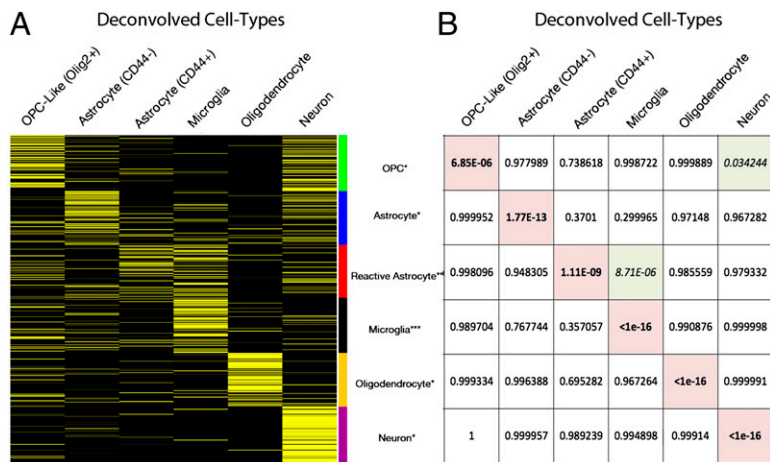 A
Deconvolved Cell-Types
OPC-Like (Olig2+)
Astrocyte (CD44-)
Astrocyte (CD44+)
Microglia
Oligodendrocyte
Neuron
B
Deconvolved Cell-Types
OPC-Like (Olig2+)
Astrocyte (CD44-)
Astrocyte (CD44+)
Microglia
Oligodendrocyte
Neuron
OPC* 6.85E-06 0.977989 0.738618 0.998722 0.999889 0.034244
Astrocyte* 0.999952 1.77E-13 0.3701 0.299965 0.97148 0.967282
Reactive Astrocyte** 0.998096 0.948305 1.11E-09 8.71E-06 0.985559 0.979332
Microglia*** 0.989704 0.767744 0.357057 <1e-16 0.990876 0.999998
Oligodendrocyte* 0.999334 0.996388 0.695282 0.967264 <1e-16 0.999991
Neuron* 1 0.999957 0.989239 0.994898 0.99914 <1e-16